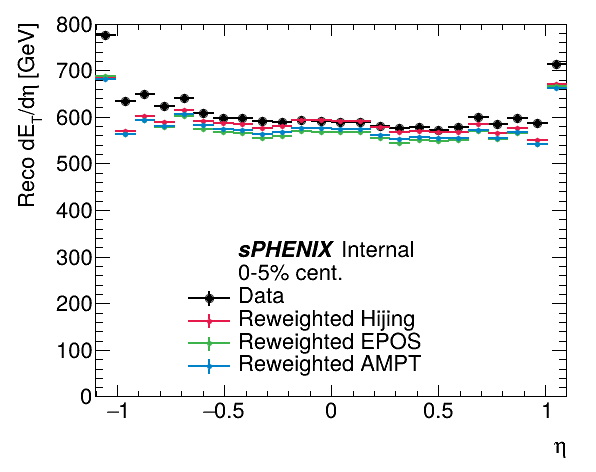 800
700
600
500
400
300
200
100
0
Reco dE_T/dη [GeV]
sPHENIX Internal
0-5% cent.
Data
Reweighted Hijing
Reweighted EPOS
Reweighted AMPT
−1 −0.5 0 0.5 1
η